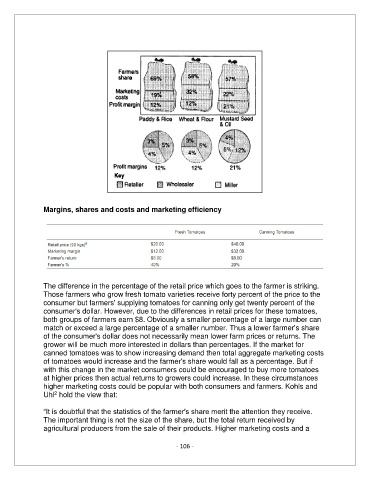 Farmers share 69% 56% 57%
Marketing costs 19% 32% 22%
Profit margin 12% 12% 21%
Paddy & Rice Wheat & Flour Mustard Seed & Oil
3% 5% 4%
3% 5% 4%
4% 5% 12%
Profit margins 12% 12% 21%
Key
Retailer Wholesaler Miller
Margins, shares and costs and marketing efficiency
Fresh Tomatoes Canning Tomatoes
Retail price (50 kgs) $20.00 $40.00
Marketing margin $12.00 $32.00
Farmer's return $8.00 $8.00
Farmer's % 40% 20%
The difference in the percentage of the retail price which goes to the farmer is striking.
Those farmers who grow fresh tomato varieties receive forty percent of the price to the
consumer but farmers' supplying tomatoes for canning only get twenty percent of the
consumer's dollar. However, due to the differences in retail prices for these tomatoes,
both groups of farmers earn $8. Obviously a smaller percentage of a large number can
match or exceed a large percentage of a smaller number. Thus a lower farmer's share
of the consumer's dollar does not necessarily mean lower farm prices or returns. The
grower will be much more interested in dollars than percentages. If the market for
canned tomatoes was to show increasing demand then total aggregate marketing costs
of tomatoes would increase and the farmer's share would fall as a percentage. But if
with this change in the market consumers could be encouraged to buy more tomatoes
at higher prices then actual returns to growers could increase. In these circumstances
higher marketing costs could be popular with both consumers and farmers. Kohls and
Uhl² hold the view that:
"It is doubtful that the statistics of the farmer's share merit the attention they receive.
The important thing is not the size of the share, but the total return received by
agricultural producers from the sale of their products. Higher marketing costs and a
- 106 -